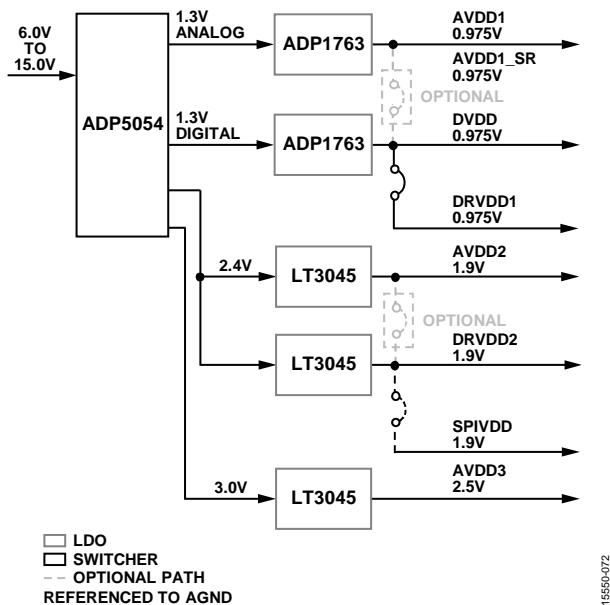 6.0V
TO
15.0V
ADP5054
1.3V
ANALOG
ADP1763
AVDD1
0.975V
AVDD1_SR
0.975V
OPTIONAL
1.3V
DIGITAL
ADP1763
DVDD
0.975V
DRVDD1
0.975V
2.4V
LT3045
AVDD2
1.9V
OPTIONAL
LT3045
DRVDD2
1.9V
SPIVDD
1.9V
3.0V
LT3045
AVDD3
2.5V
LDO
SWITCHER
OPTIONAL PATH
REFERENCED TO AGND
15550-072